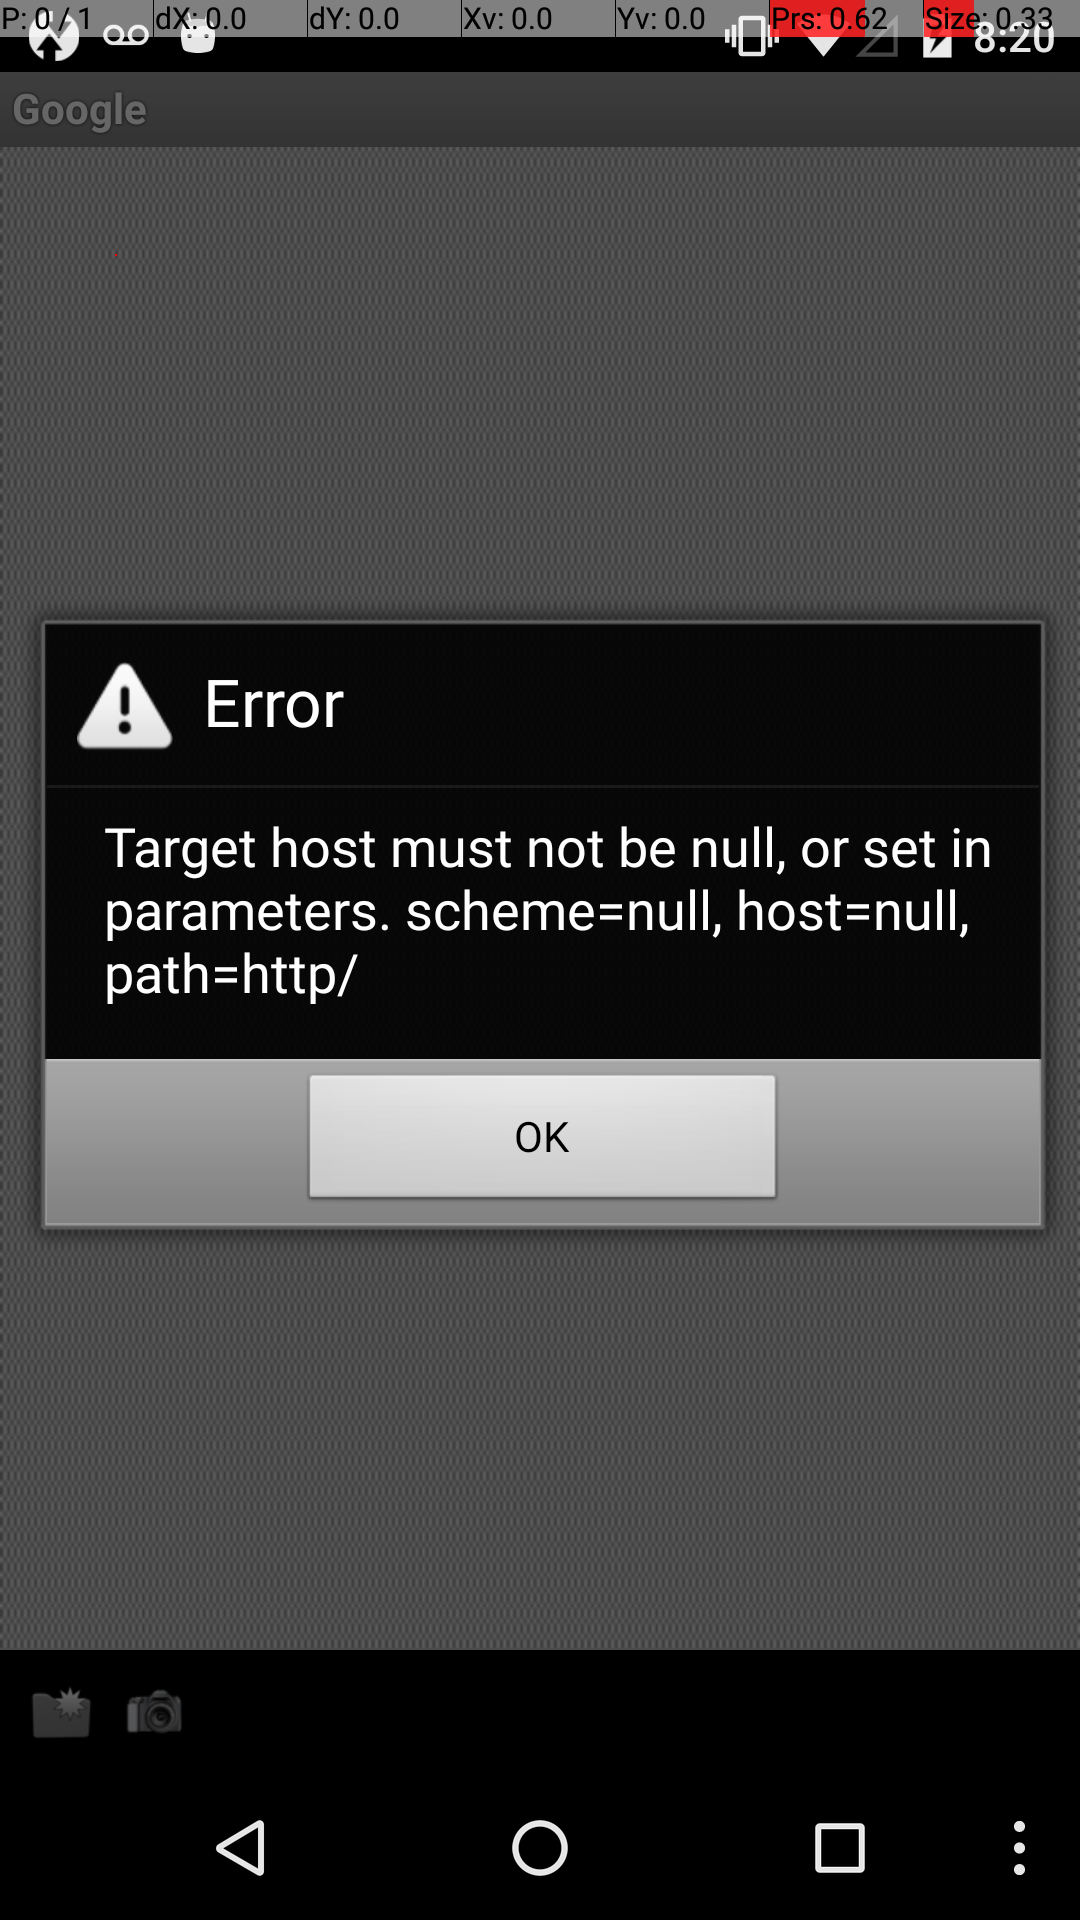 P: 0 / 1 dX: 0.0 dY: 0.0 Xv: 0.0 Yv: 0.0 Prs: 0.62 Size: 0.33
8:20
Google
Error
Target host must not be null, or set in
parameters. scheme=null, host=null,
path=http/
OK